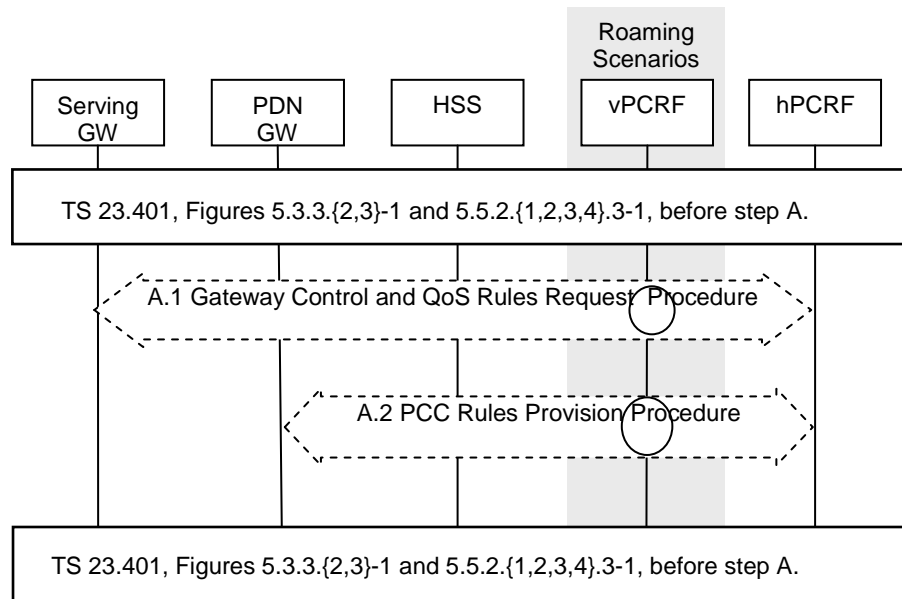 Roaming
Scenarios
Serving
GW
PDN
GW
HSS
vPCRF
hPCRF
TS 23.401, Figures 5.3.3.{2,3}-1 and 5.5.2.{1,2,3,4}.3-1, before step A.
A.1 Gateway Control and QoS Rules Request Procedure
A.2 PCC Rules Provision Procedure
TS 23.401, Figures 5.3.3.{2,3}-1 and 5.5.2.{1,2,3,4}.3-1, before step A.